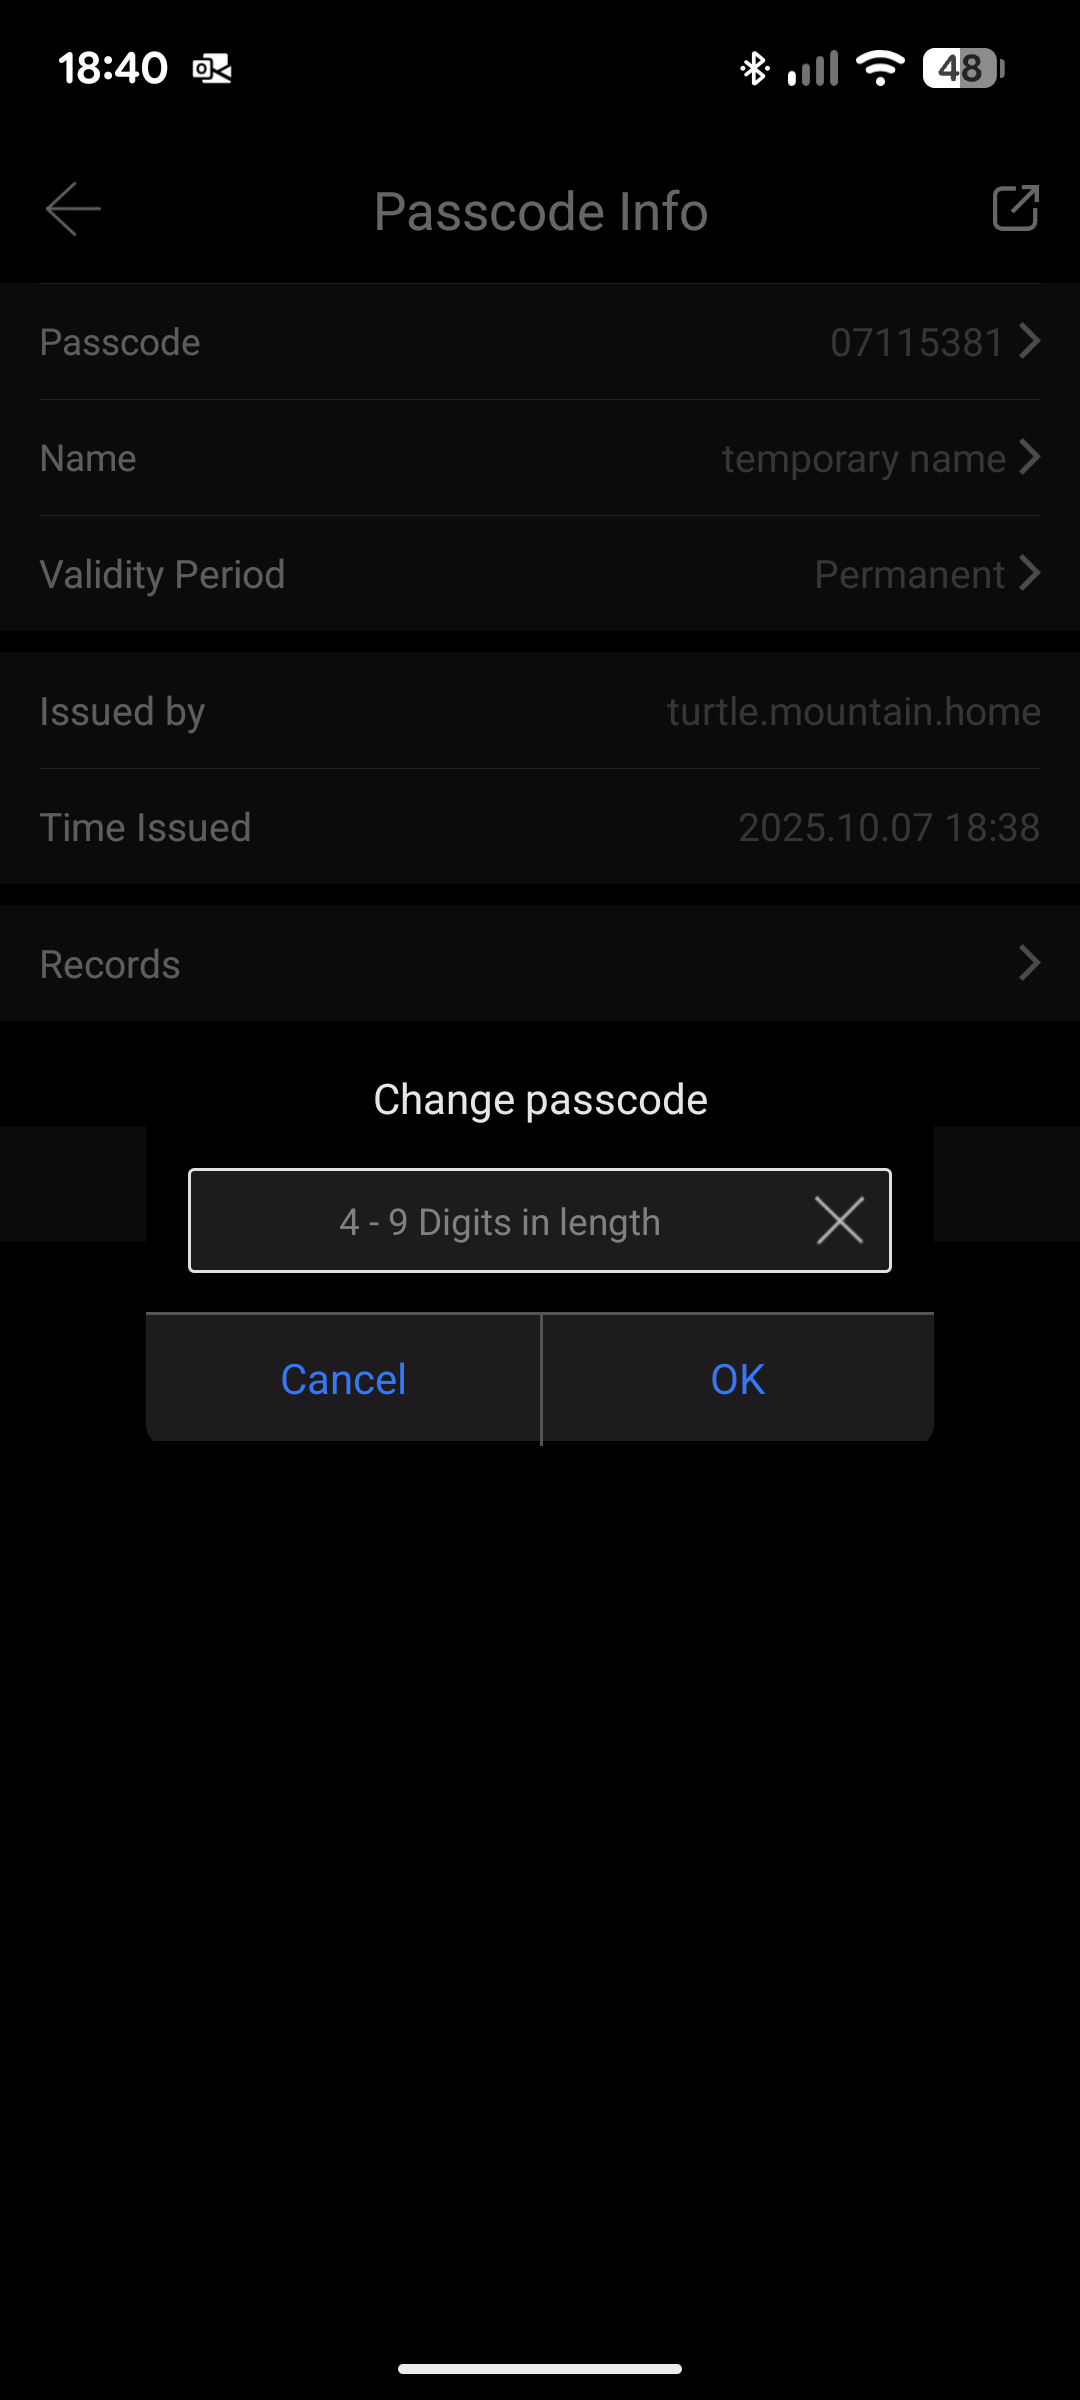 18:40
48
Passcode Info
Passcode 07115381
Name temporary name
Validity Period Permanent
Issued by turtle.mountain.home
Time Issued 2025.10.07 18:38
Records
Change passcode
4 - 9 Digits in length
Cancel OK